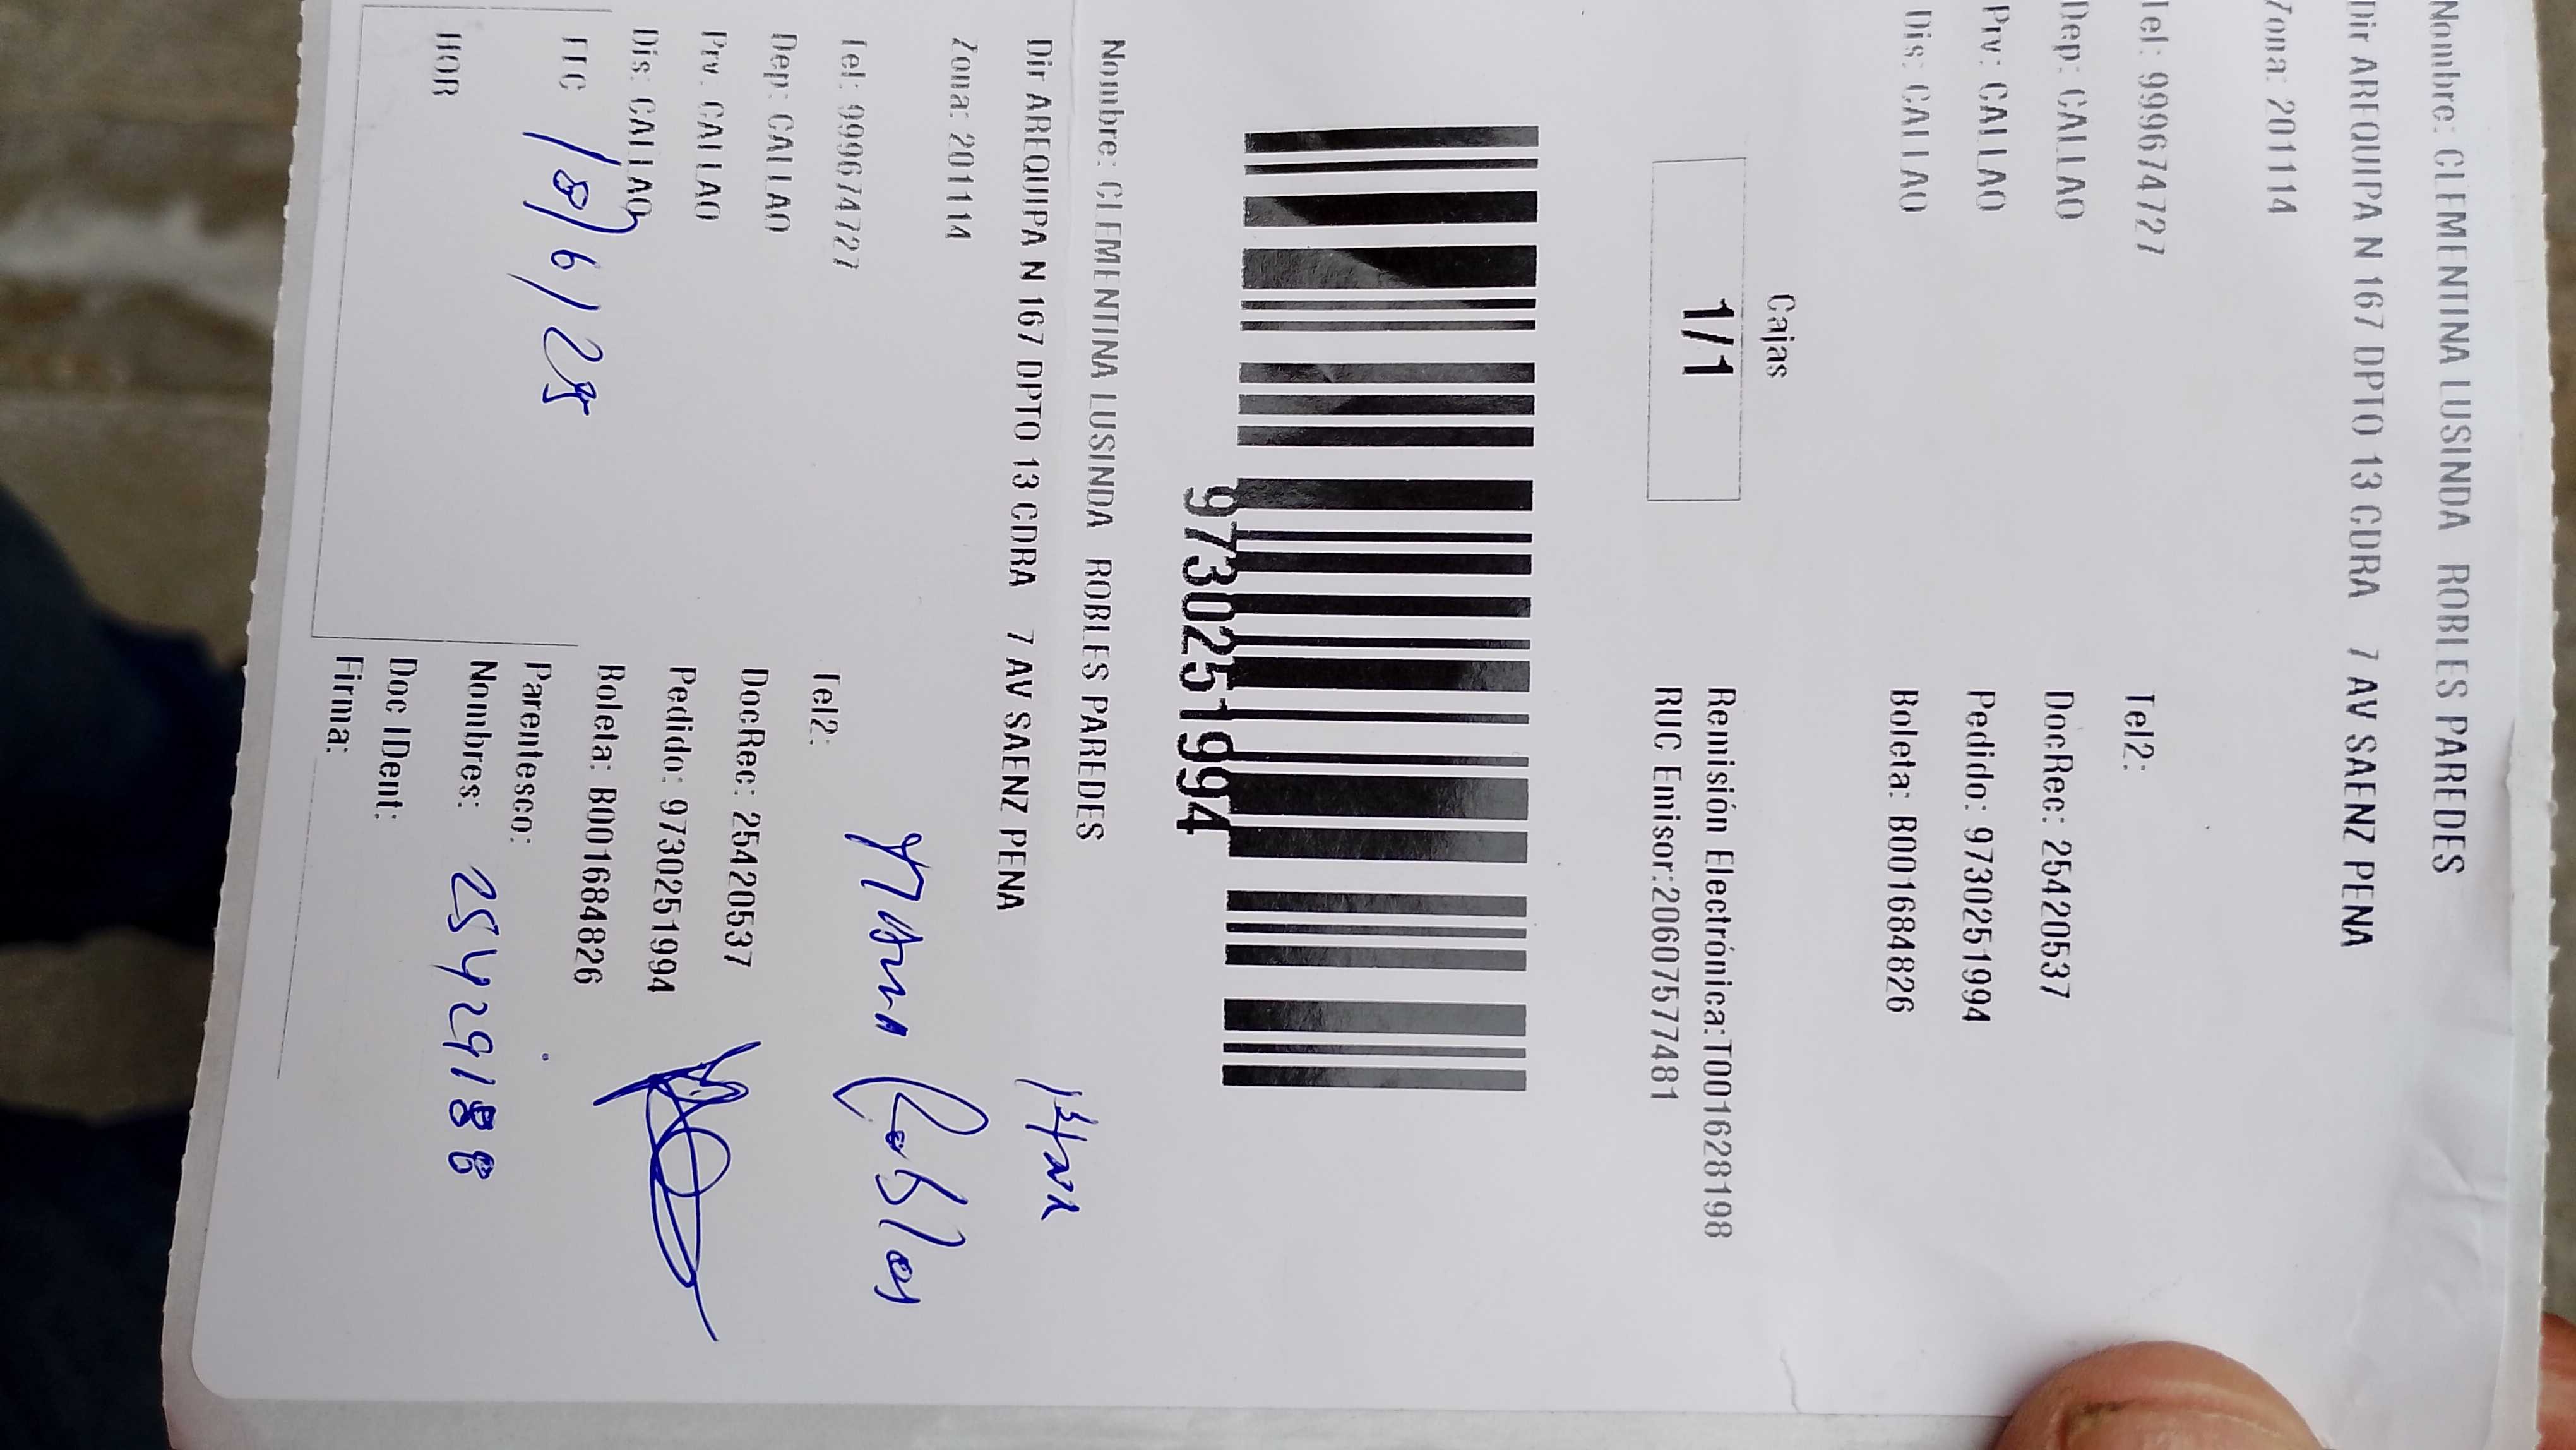 Nombre: CLEMENTINA LUSINDA ROBLES PAREDES
Dir AREQUIPA N 167 DPTO 13 CDRA 7 AV SAENZ PENA
Zona: 201114
Tel: 999674727 Tel2:
Dep: CALLAO DocRec: 25420537
Prv: CALLAO Pedido: 9730251994
Dis: CALLAO Boleta: B001684826
Cajas
1/1
Remisión Electrónica:T001628198
RUC Emisor:20607577481
9730251994
Nombre: CLEMENTINA LUSINDA ROBLES PAREDES
Dir AREQUIPA N 167 DPTO 13 CDRA 7 AV SAENZ PENA
Zona: 201114
Robles
Tel: 999674727 Tel2:
Dep: CALLAO DocRec: 25420537
Prv. CALLAO Pedido: 9730251994
Dis: CALLAO Boleta: B001684826
FEC 18/6/25 Parentesco:
HOR Nombres: 25429188
Doc IDent:
Firma: